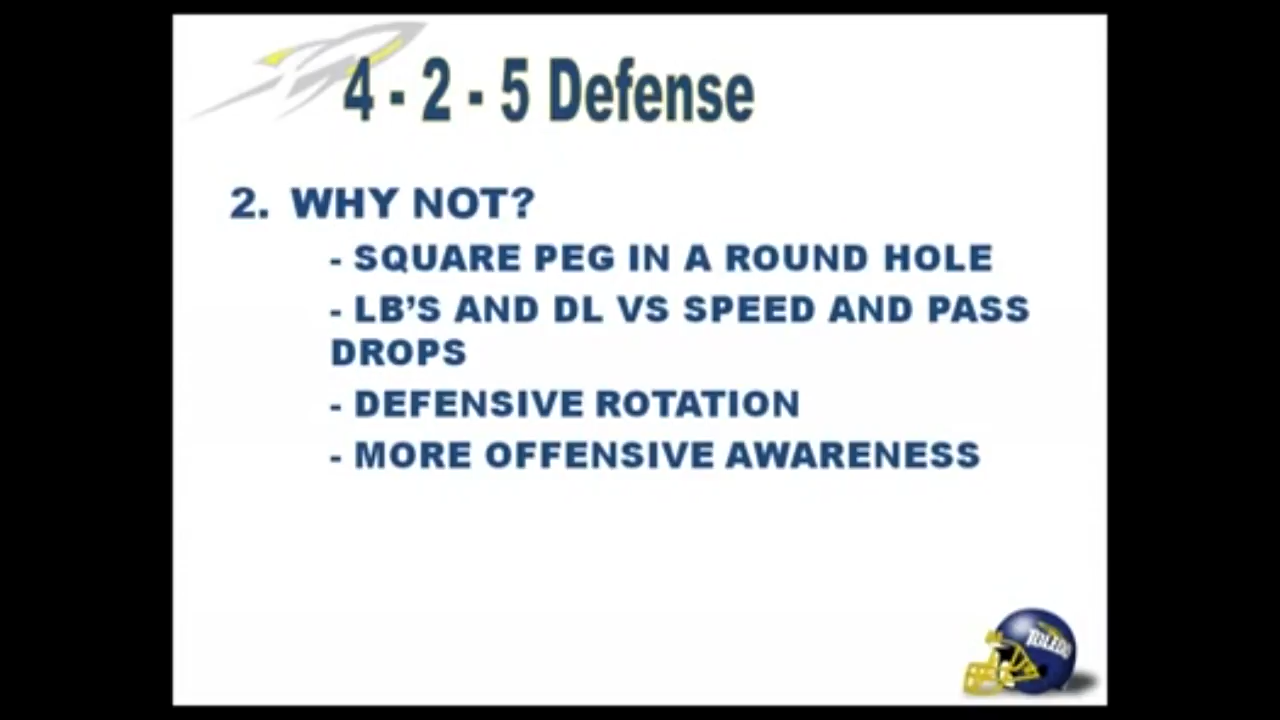 4 - 2 - 5 Defense
2. WHY NOT?
- SQUARE PEG IN A ROUND HOLE
- LB’S AND DL VS SPEED AND PASS
DROPS
- DEFENSIVE ROTATION
- MORE OFFENSIVE AWARENESS
TOLEDO